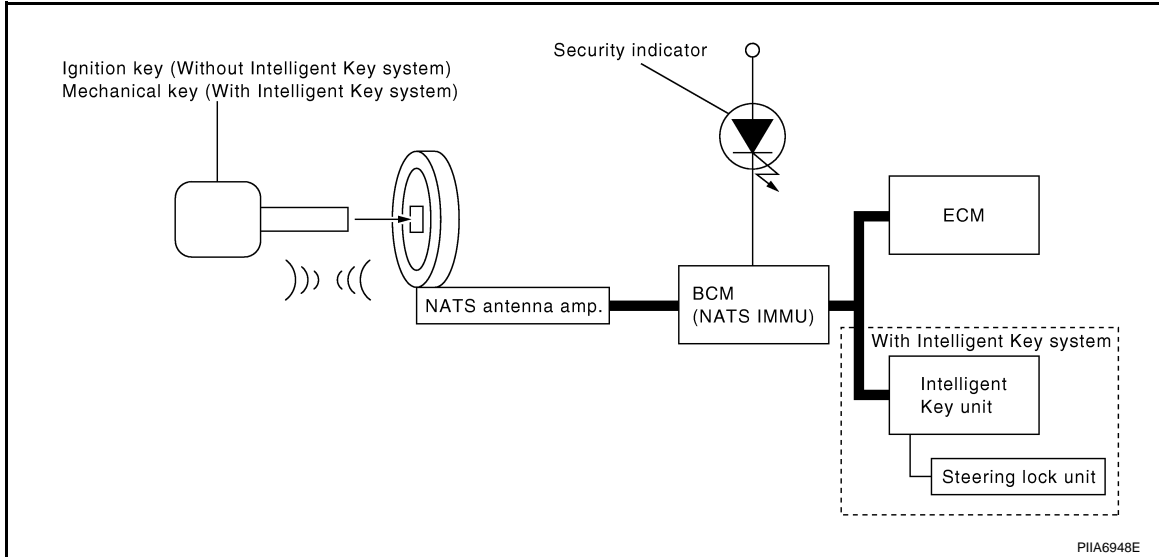 Security indicator
Ignition key (Without Intelligent Key system)
Mechanical key (With Intelligent Key system)
ECM
NATS antenna amp.
BCM
(NATS IMMU)
With Intelligent Key system
Intelligent
Key unit
Steering lock unit
PIIA6948E